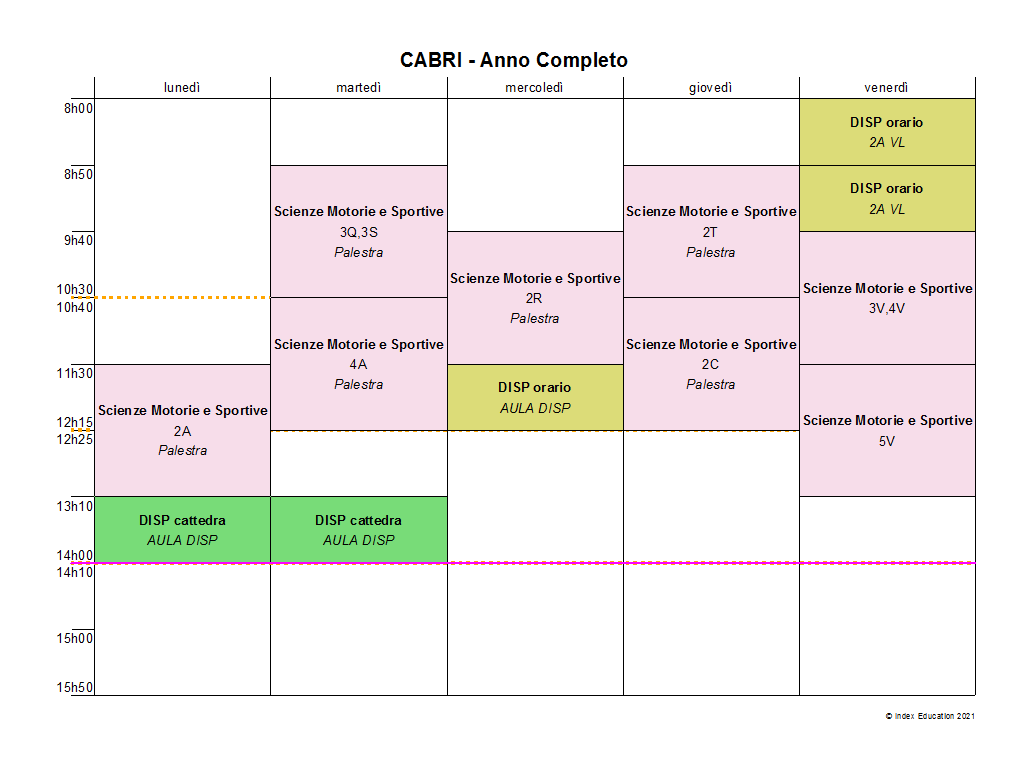 CABRI - Anno Completo
lunedì
martedì
mercoledì
giovedì
venerdì
8h00
8h50
9h40
10h30
10h40
11h30
12h15
12h25
13h10
14h00
14h10
15h00
15h50
Scienze Motorie e Sportive
2A
Palestra
DISP cattedra
AULA DISP
Scienze Motorie e Sportive
3Q,3S
Palestra
Scienze Motorie e Sportive
4A
Palestra
DISP cattedra
AULA DISP
Scienze Motorie e Sportive
2R
Palestra
DISP orario
AULA DISP
Scienze Motorie e Sportive
2T
Palestra
Scienze Motorie e Sportive
2C
Palestra
DISP orario
2A VL
DISP orario
2A VL
Scienze Motorie e Sportive
3V,4V
Scienze Motorie e Sportive
5V
© Index Education 2021